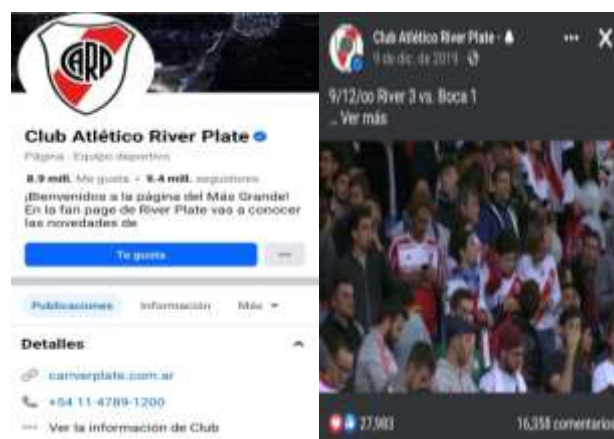 CARP
Club Atlético River Plate
Página · Equipo deportivo
8.9 mill. Me gusta • 9.4 mill. seguidores
¡Bienvenidos a la página del Más Grande!
En la fan page de River Plate vas a conocer
las novedades de
Te gusta
Publicaciones Información Más
Detalles
cariverplate.com.ar
+54 11 4789-1200
Ver la información de Club
Club Atlético River Plate
9 de dic. de 2019
9/12/oo River 3 vs. Boca 1
... Ver más
27,983 16,358 comentarios